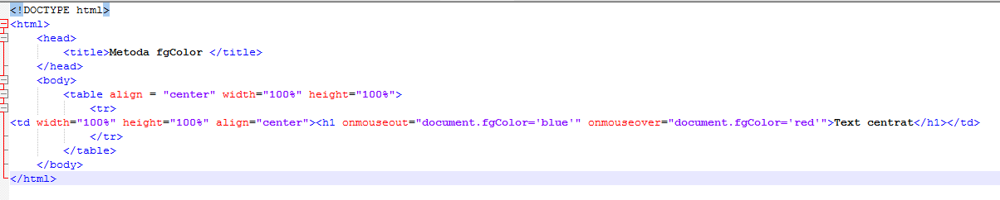 <!DOCTYPE html>
<html>
<head>
<title>Metoda fgColor </title>
</head>
<body>
<table align = "center" width="100%" height="100%">
<tr>
<td width="100%" height="100%" align="center"><h1 onmouseout="document.fgColor='blue'" onmouseover="document.fgColor='red'">Text centrat</h1></td>
</tr>
</table>
</body>
</html>